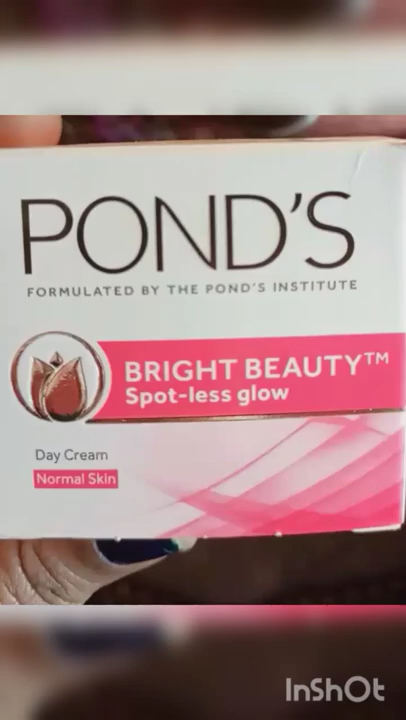 POND'S
FORMULATED BY THE POND'S INSTITUTE
BRIGHT BEAUTY™
Spot-less glow
Day Cream
Normal Skin
InShOt